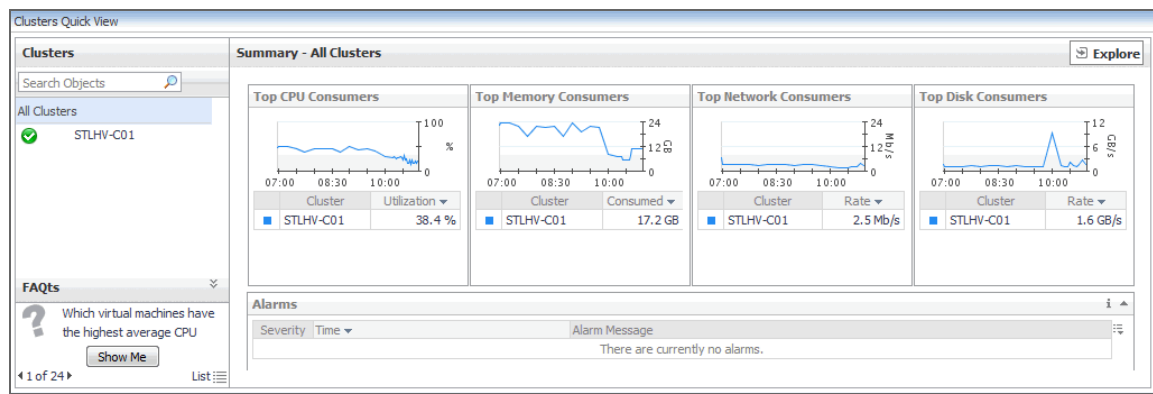 Clusters Quick View
Clusters
Summary - All Clusters
Explore
Search Objects
All Clusters
STLHV-C01
Top CPU Consumers
100
%
0
07:00 08:30 10:00
Cluster Utilization
STLHV-C01 38.4 %
Top Memory Consumers
24
12
GB
0
07:00 08:30 10:00
Cluster Consumed
STLHV-C01 17.2 GB
Top Network Consumers
24
12
Mb/s
0
07:00 08:30 10:00
Cluster Rate
STLHV-C01 2.5 Mb/s
Top Disk Consumers
12
6
GB/s
0
07:00 08:30 10:00
Cluster Rate
STLHV-C01 1.6 GB/s
FAQts
Which virtual machines have
the highest average CPU
Show Me
1 of 24
List
Alarms
i
Severity Time Alarm Message
There are currently no alarms.